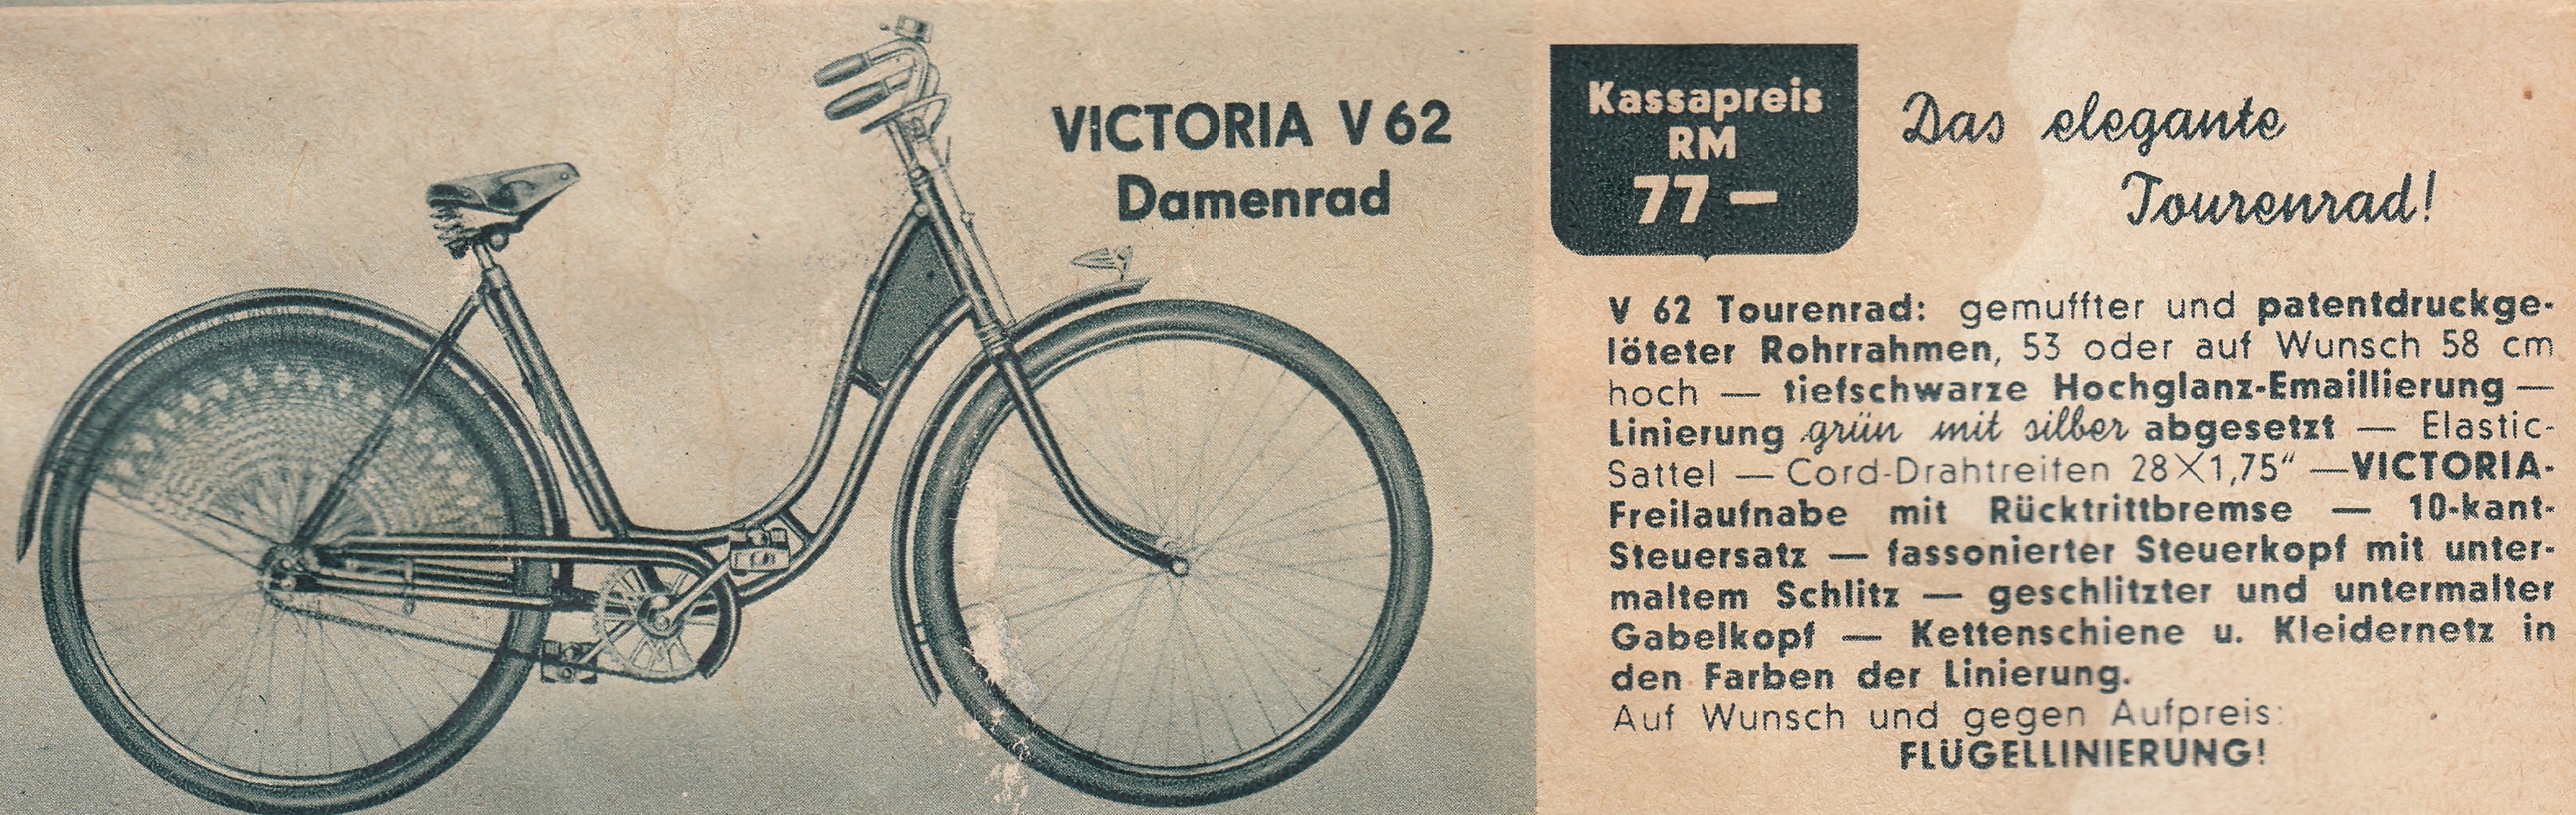 VICTORIA V 62
Damenrad
Kassapreis
RM
77 —
Das elegante
Tourenrad!
V 62 Tourenrad: gemuffter und patentdruckge-
löteter Rohrrahmen, 53 oder auf Wunsch 58 cm
hoch — tiefschwarze Hochglanz-Emaillierung —
Linierung grün mit silber abgesetzt — Elastic-
Sattel — Cord-Drahtreifen 28×1,75" —VICTORIA-
Freilaufnabe mit Rücktrittbremse — 10-kant-
Steuersatz — fassonierter Steuerkopf mit unter-
maltem Schlitz — geschlitzter und untermalter
Gabelkopf — Kettenschiene u. Kleidernetz in
den Farben der Linierung.
Auf Wunsch und gegen Aufpreis:
FLÜGELLINIERUNG!